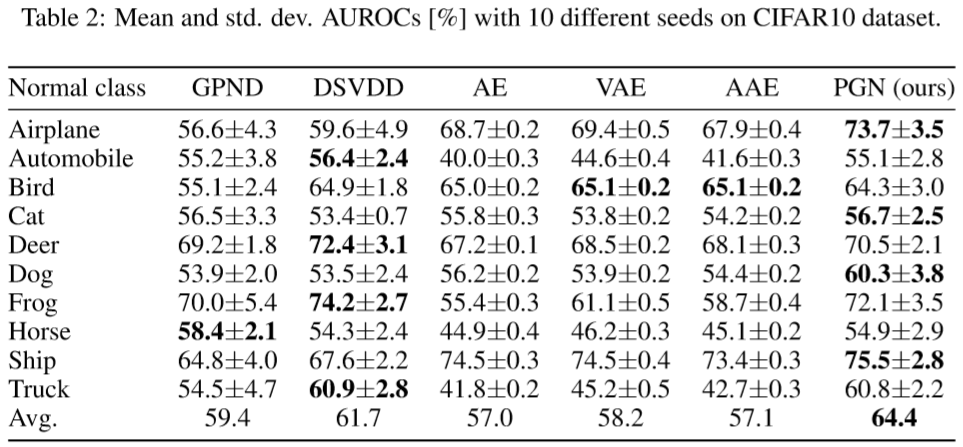 Table 2: Mean and std. dev. AUROCs [%] with 10 different seeds on CIFAR10 dataset.
Normal class GPND DSVDD AE VAE AAE PGN (ours)
Airplane 56.6±4.3 59.6±4.9 68.7±0.2 69.4±0.5 67.9±0.4 73.7±3.5
Automobile 55.2±3.8 56.4±2.4 40.0±0.3 44.6±0.4 41.6±0.3 55.1±2.8
Bird 55.1±2.4 64.9±1.8 65.0±0.2 65.1±0.2 65.1±0.2 64.3±3.0
Cat 56.5±3.3 53.4±0.7 55.8±0.3 53.8±0.2 54.2±0.2 56.7±2.5
Deer 69.2±1.8 72.4±3.1 67.2±0.1 68.5±0.2 68.1±0.3 70.5±2.1
Dog 53.9±2.0 53.5±2.4 56.2±0.2 53.9±0.2 54.4±0.2 60.3±3.8
Frog 70.0±5.4 74.2±2.7 55.4±0.3 61.1±0.5 58.7±0.4 72.1±3.5
Horse 58.4±2.1 54.3±2.4 44.9±0.4 46.2±0.3 45.1±0.2 54.9±2.9
Ship 64.8±4.0 67.6±2.2 74.5±0.3 74.5±0.4 73.4±0.3 75.5±2.8
Truck 54.5±4.7 60.9±2.8 41.8±0.2 45.2±0.5 42.7±0.3 60.8±2.2
Avg. 59.4 61.7 57.0 58.2 57.1 64.4